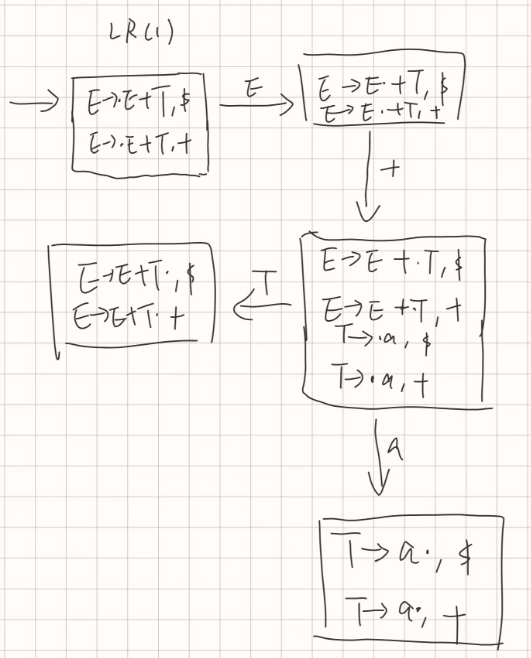 LR(1)
E→·E+T, $
E→·E+T, +
E
E→E·+T, $
E→E·+T, +
+
E→E+·T, $
E→E+·T, +
T→·a, $
T→·a, +
T
E→E+T·, $
E→E+T· +
a
T→a·, $
T→a·, +